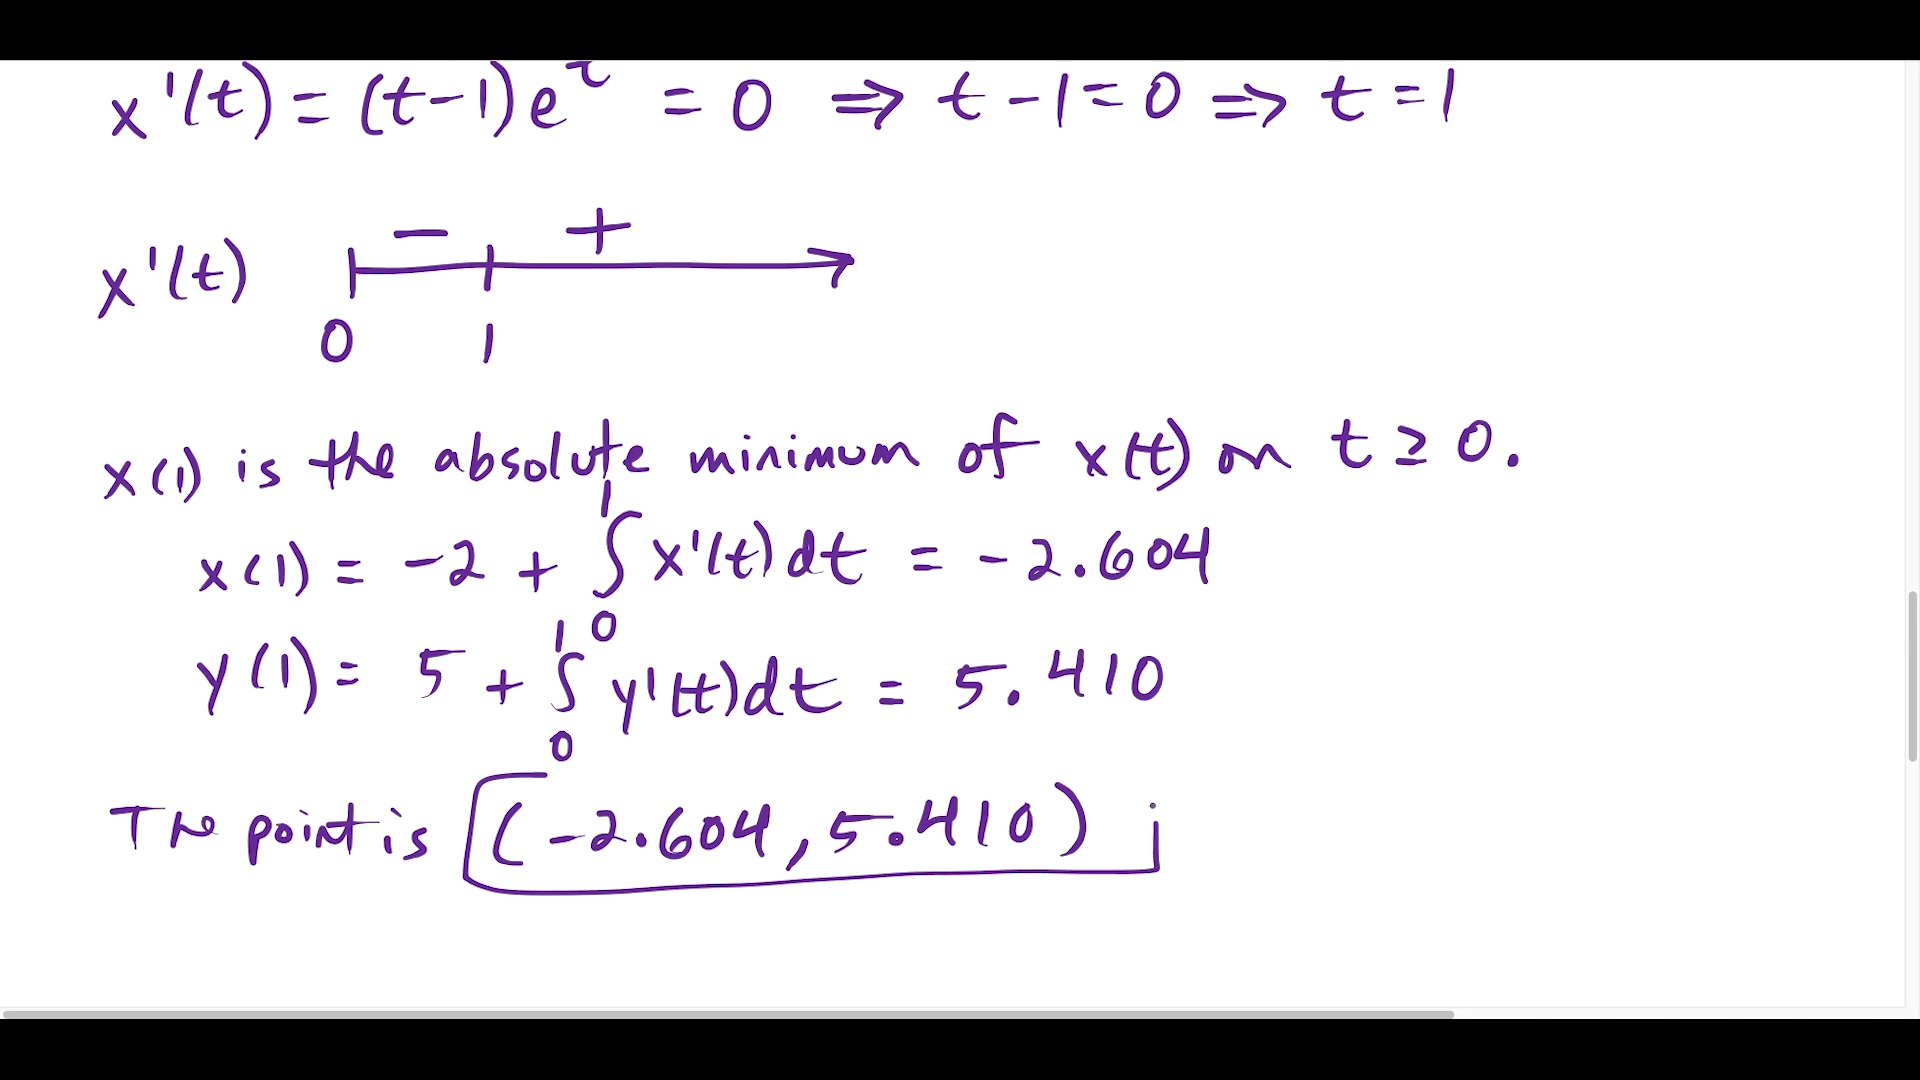 x'(t) = (t-1)e^t = 0 ⇒ t-1=0 ⇒ t=1
− +
x'(t)
0 1
x(1) is the absolute minimum of x(t) on t ≥ 0.
x(1) = -2 + ∫₀¹ x'(t)dt = -2.604
y(1) = 5 + ∫₀¹ y'(t)dt = 5.410
The point is (-2.604, 5.410)